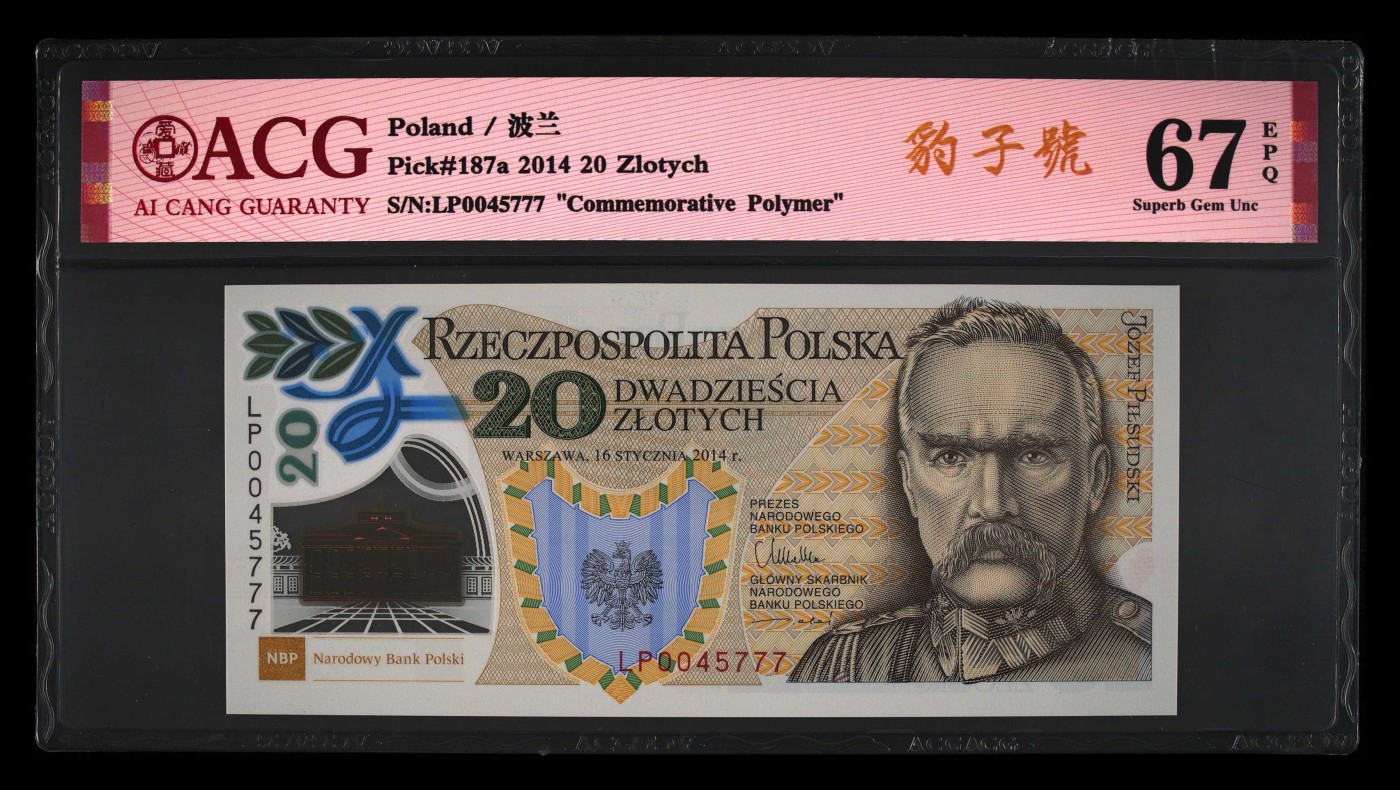 ACG
爱藏
AI CANG GUARANTY
Poland / 波兰
Pick#187a 2014 20 Zlotych
S/N:LP0045777 "Commemorative Polymer"
豹子號
67
EPQ
Superb Gem Unc
RZECZPOSPOLITA POLSKA
20 DWADZIEŚCIA
ZŁOTYCH
WARSZAWA, 16 STYCZNIA 2014 r.
20
LP0045777
PREZES
NARODOWEGO
BANKU POLSKIEGO
GŁÓWNY SKARBNIK
NARODOWEGO
BANKU POLSKIEGO
JÓZEF PIŁSUDSKI
NBP Narodowy Bank Polski
LP0045777